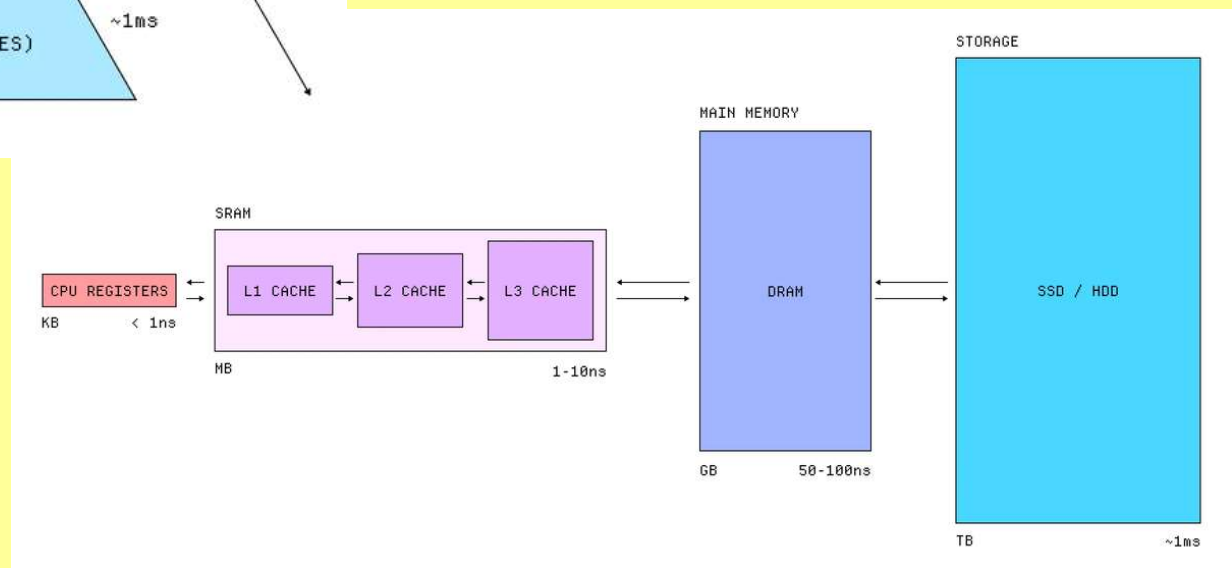 ~1ms
ES)
STORAGE
MAIN MEMORY
SRAM
CPU REGISTERS
L1 CACHE
L2 CACHE
L3 CACHE
DRAM
SSD / HDD
KB
< 1ns
MB
1-10ns
GB
50-100ns
TB
~1ms